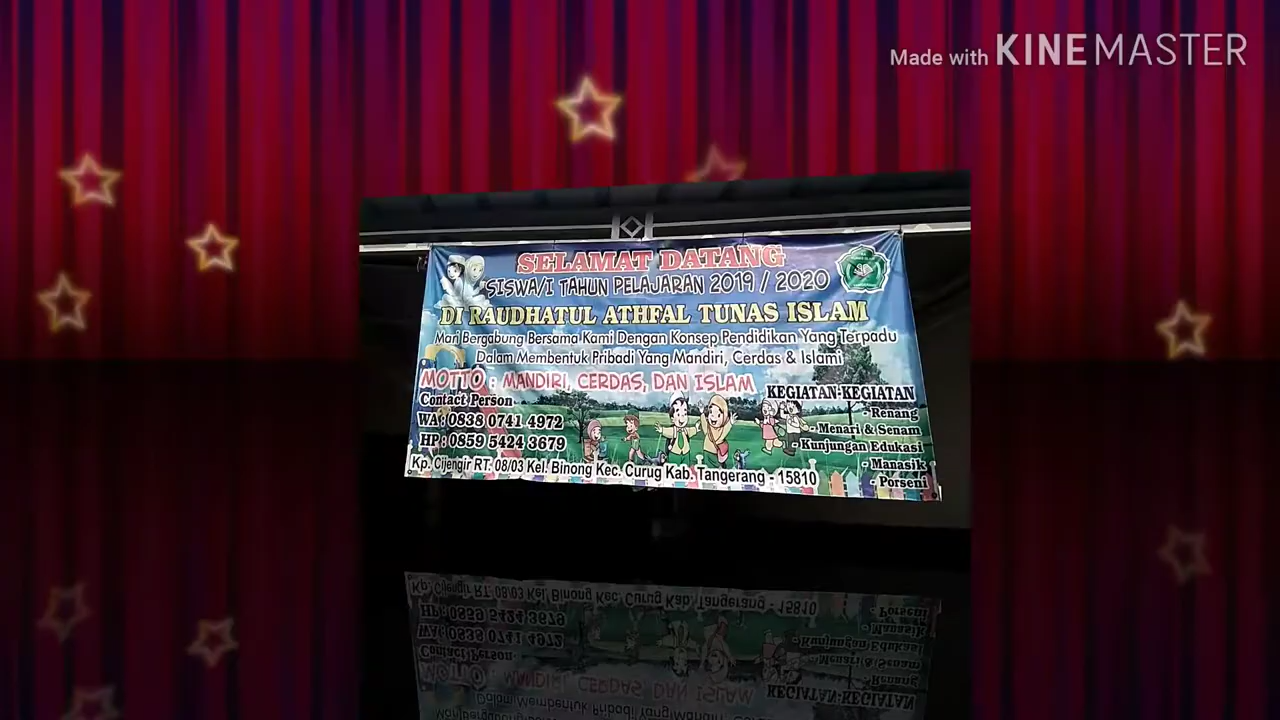 Made with KINEMASTER
SELAMAT DATANG
SISWA/I TAHUN PELAJARAN 2019 / 2020
DI RAUDHATUL ATHFAL TUNAS ISLAM
Mari Bergabung Bersama Kami Dengan Konsep Pendidikan Yang Terpadu
Dalam Membentuk Pribadi Yang Mandiri, Cerdas & Islami
MOTTO : MANDIRI, CERDAS, DAN ISLAM
Contact Person
WA : 0838 0741 4972
HP : 0859 5424 3679
KEGIATAN-KEGIATAN
- Renang
- Menari & Senam
- Kunjungan Edukasi
- Manasik
- Porseni
Kp. Cijengir RT. 08/03 Kel. Binong Kec. Curug Kab. Tangerang - 15810